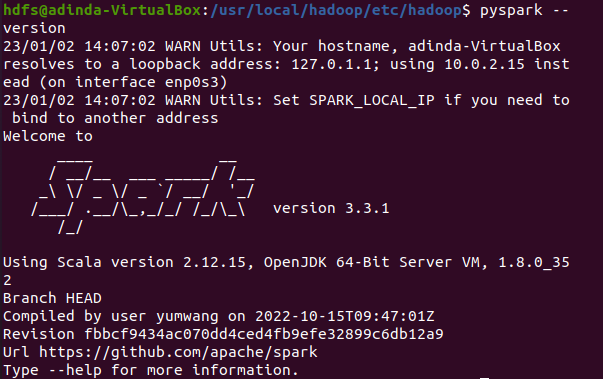 hdfs@adinda-VirtualBox:/usr/local/hadoop/etc/hadoop$ pyspark --
version
23/01/02 14:07:02 WARN Utils: Your hostname, adinda-VirtualBox
resolves to a loopback address: 127.0.1.1; using 10.0.2.15 inst
ead (on interface enp0s3)
23/01/02 14:07:02 WARN Utils: Set SPARK_LOCAL_IP if you need to
 bind to another address
Welcome to
      ____              __
     / __/__  ___ _____/ /__
    _\ \/ _ \/ _ `/ __/  '_/
   /___/ .__/\_,_/_/ /_/\_\   version 3.3.1
      /_/
Using Scala version 2.12.15, OpenJDK 64-Bit Server VM, 1.8.0_35
2
Branch HEAD
Compiled by user yumwang on 2022-10-15T09:47:01Z
Revision fbbcf9434ac070dd4ced4fb9efe32899c6db12a9
Url https://github.com/apache/spark
Type --help for more information.